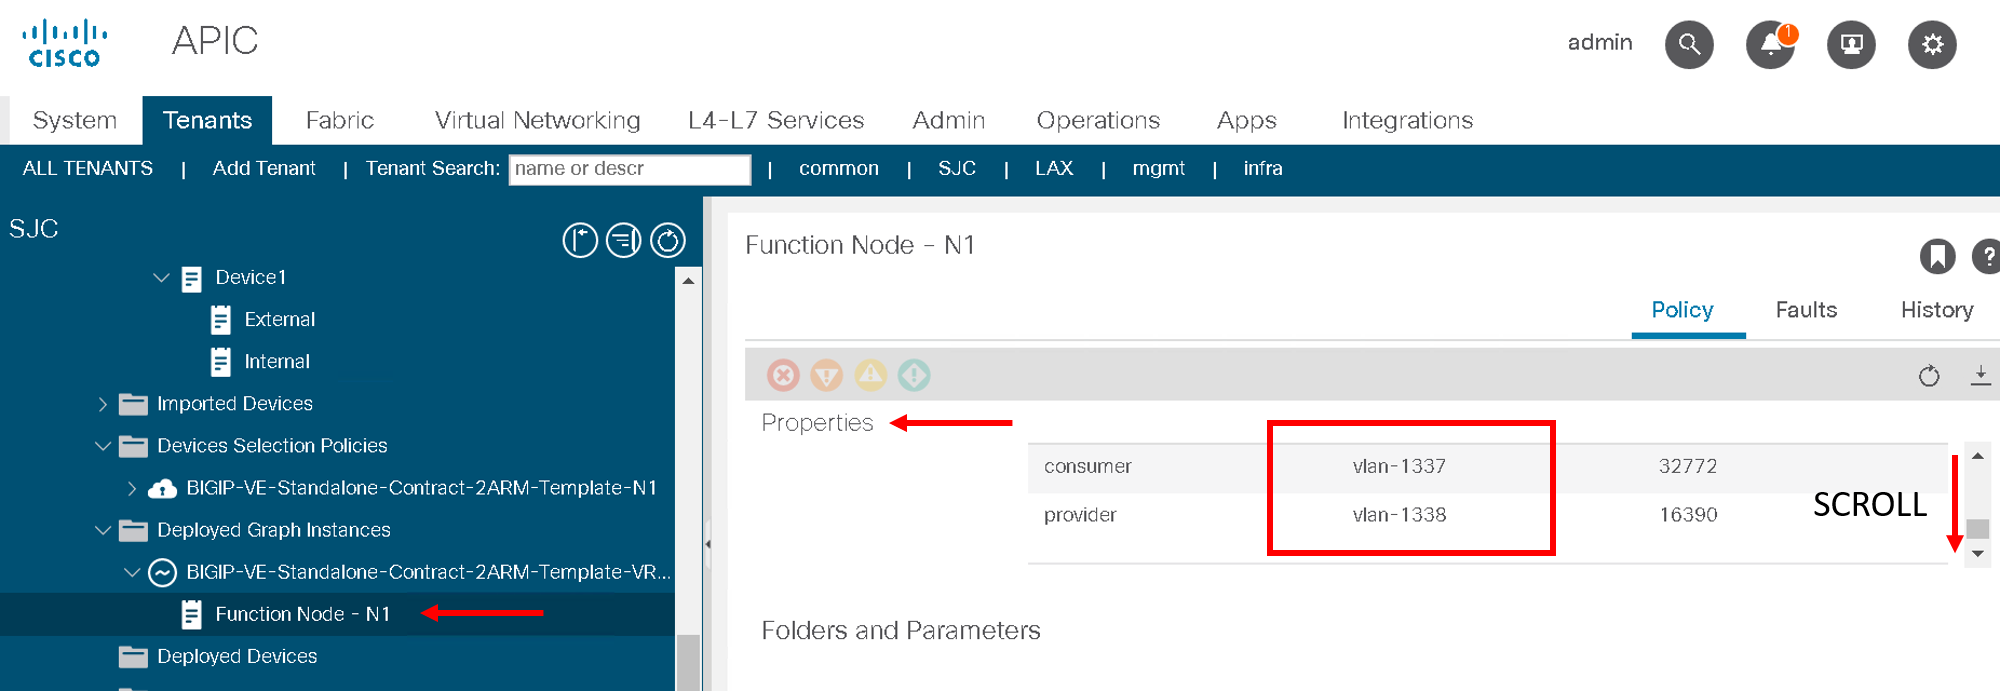 CISCO
APIC
admin
1
System Tenants Fabric Virtual Networking L4-L7 Services Admin Operations Apps Integrations
ALL TENANTS | Add Tenant | Tenant Search: name or descr | common | SJC | LAX | mgmt | infra
SJC
Device1
External
Internal
Imported Devices
Devices Selection Policies
BIGIP-VE-Standalone-Contract-2ARM-Template-N1
Deployed Graph Instances
BIGIP-VE-Standalone-Contract-2ARM-Template-VR...
Function Node - N1
Deployed Devices
Function Node - N1
?
Policy Faults History
Properties
consumer vlan-1337 32772
provider vlan-1338 16390
SCROLL
Folders and Parameters